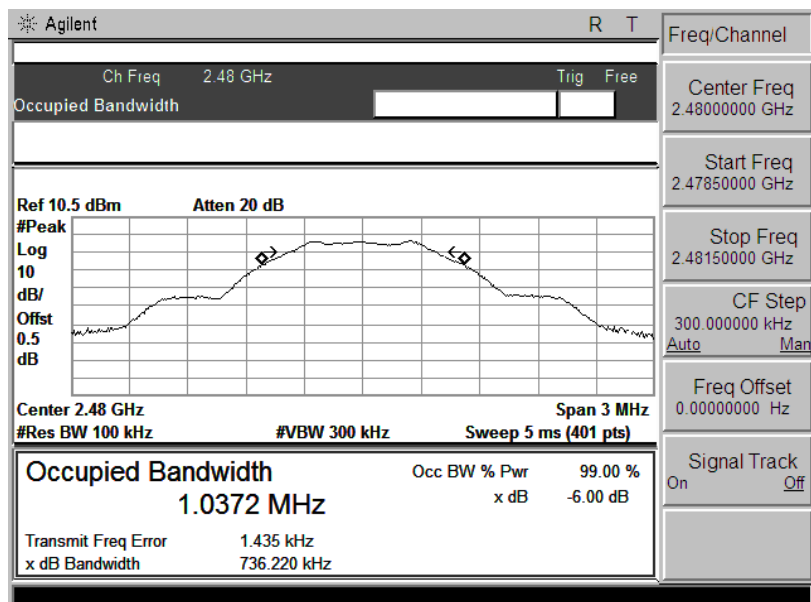 Agilent R T
Freq/Channel
Ch Freq 2.48 GHz Trig Free
Occupied Bandwidth
Center Freq
2.48000000 GHz
Start Freq
2.47850000 GHz
Stop Freq
2.48150000 GHz
CF Step
300.000000 kHz
Auto Man
Freq Offset
0.00000000 Hz
Signal Track
On Off
Ref 10.5 dBm Atten 20 dB
#Peak
Log
10
dB/
Offst
0.5
dB
Center 2.48 GHz Span 3 MHz
#Res BW 100 kHz #VBW 300 kHz Sweep 5 ms (401 pts)
Occupied Bandwidth
1.0372 MHz
Occ BW % Pwr 99.00 %
x dB -6.00 dB
Transmit Freq Error 1.435 kHz
x dB Bandwidth 736.220 kHz